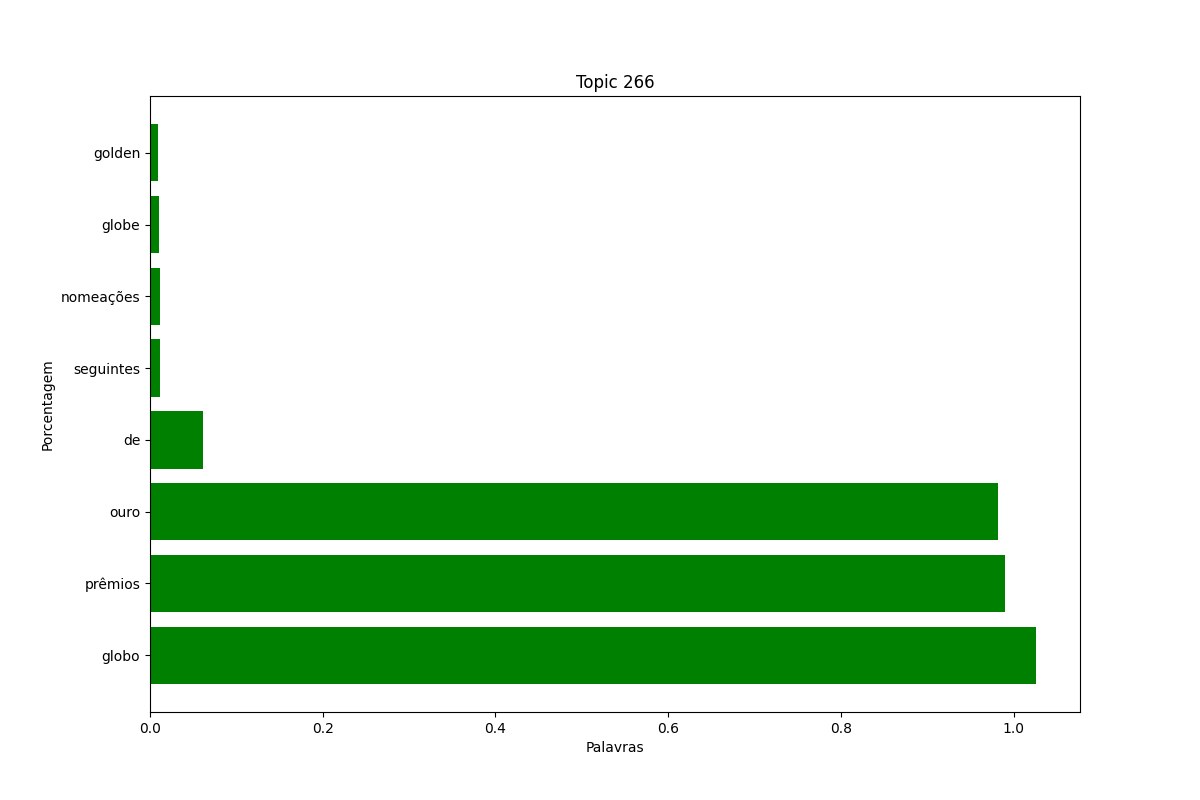 Topic 266
golden
globe
nomeações
seguintes
de
ouro
prêmios
globo
Porcentagem
0.0 0.2 0.4 0.6 0.8 1.0
Palavras